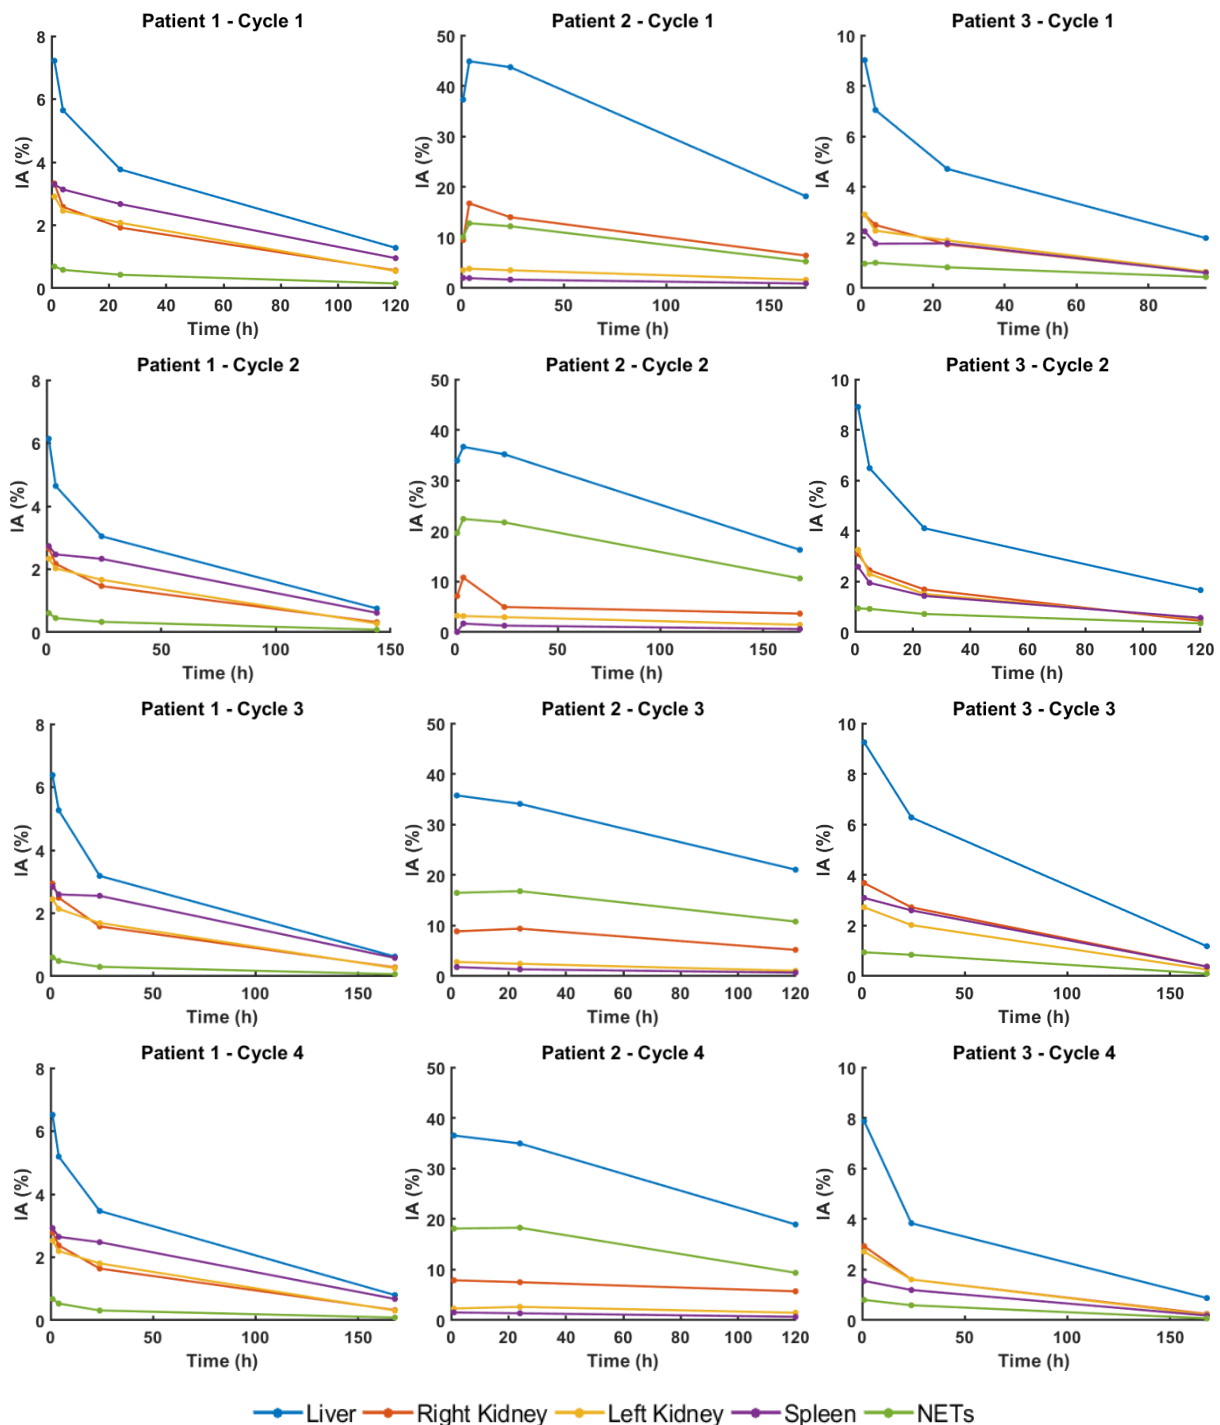 Patient 1 - Cycle 1
8
6
4
2
0
IA (%)
0 20 40 60 80 100 120
Time (h)
Patient 2 - Cycle 1
50
40
30
20
10
0
IA (%)
0 50 100 150
Time (h)
Patient 3 - Cycle 1
10
8
6
4
2
0
IA (%)
0 20 40 60 80
Time (h)
Patient 1 - Cycle 2
8
6
4
2
0
IA (%)
0 50 100 150
Time (h)
Patient 2 - Cycle 2
50
40
30
20
10
0
IA (%)
0 50 100 150
Time (h)
Patient 3 - Cycle 2
10
8
6
4
2
0
IA (%)
0 20 40 60 80 100 120
Time (h)
Patient 1 - Cycle 3
8
6
4
2
0
IA (%)
0 50 100 150
Time (h)
Patient 2 - Cycle 3
50
40
30
20
10
0
IA (%)
0 20 40 60 80 100 120
Time (h)
Patient 3 - Cycle 3
10
8
6
4
2
0
IA (%)
0 50 100 150
Time (h)
Patient 1 - Cycle 4
8
6
4
2
0
IA (%)
0 50 100 150
Time (h)
Patient 2 - Cycle 4
50
40
30
20
10
0
IA (%)
0 20 40 60 80 100 120
Time (h)
Patient 3 - Cycle 4
10
8
6
4
2
0
IA (%)
0 50 100 150
Time (h)
Liver Right Kidney Left Kidney Spleen NETs